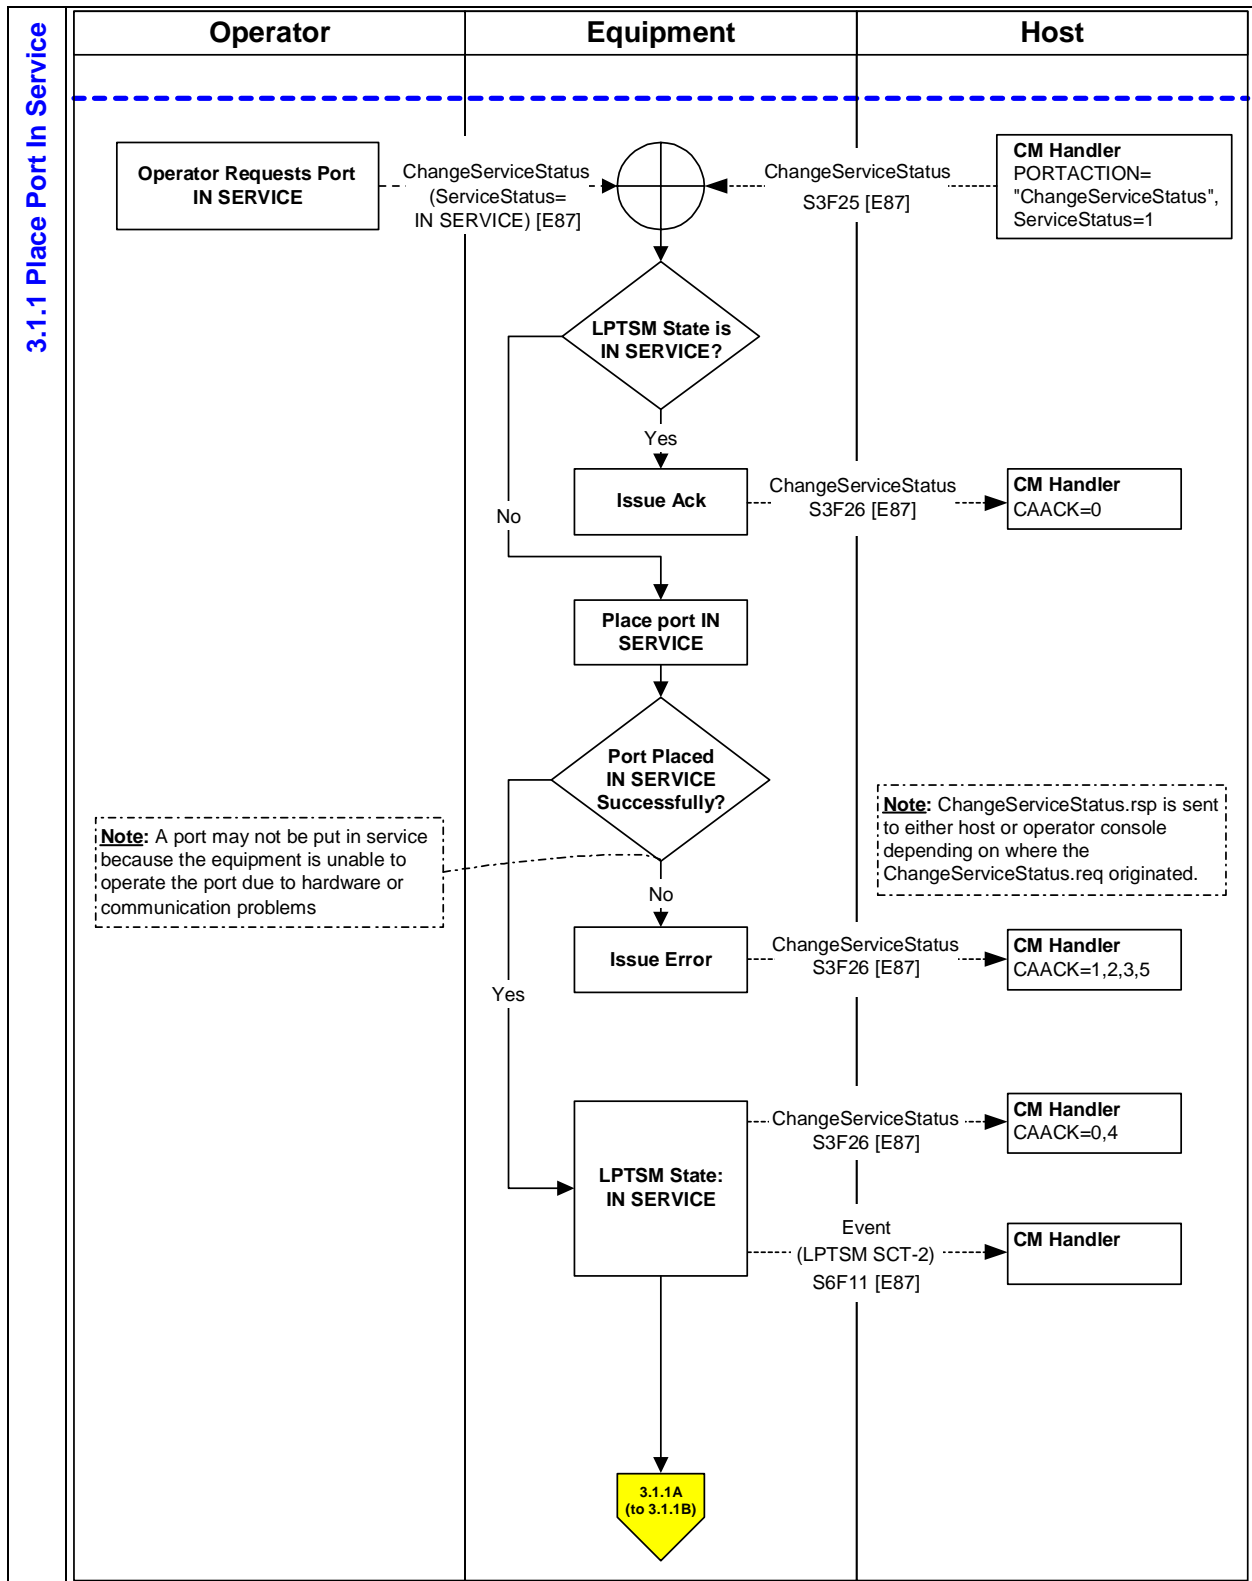 3.1.1 Place Port In Service
Operator
Equipment
Host
Operator Requests Port
IN SERVICE
ChangeServiceStatus
(ServiceStatus=
IN SERVICE) [E87]
ChangeServiceStatus
S3F25 [E87]
CM Handler
PORTACTION=
"ChangeServiceStatus",
ServiceStatus=1
LPTSM State is
IN SERVICE?
Yes
No
Issue Ack
ChangeServiceStatus
S3F26 [E87]
CM Handler
CAACK=0
Place port IN
SERVICE
Port Placed
IN SERVICE
Successfully?
Note: A port may not be put in service
because the equipment is unable to
operate the port due to hardware or
communication problems
Note: ChangeServiceStatus.rsp is sent
to either host or operator console
depending on where the
ChangeServiceStatus.req originated.
No
Yes
Issue Error
ChangeServiceStatus
S3F26 [E87]
CM Handler
CAACK=1,2,3,5
LPTSM State:
IN SERVICE
ChangeServiceStatus
S3F26 [E87]
CM Handler
CAACK=0,4
Event
(LPTSM SCT-2)
S6F11 [E87]
CM Handler
3.1.1A
(to 3.1.1B)